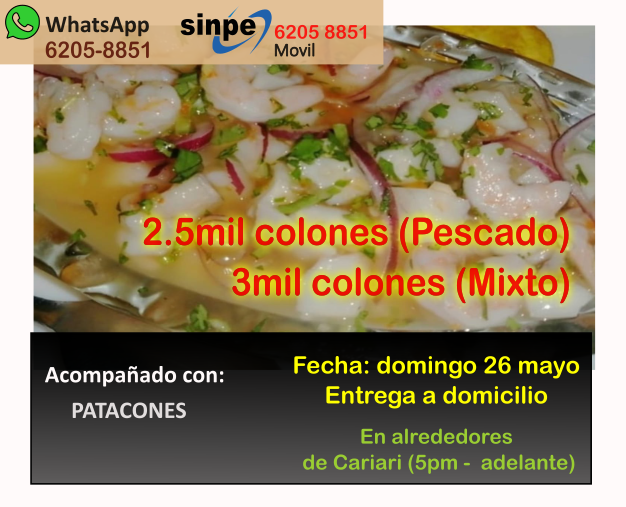 WhatsApp
6205-8851
sinpe
6205 8851
Movil
2.5mil colones (Pescado)
3mil colones (Mixto)
Acompañado con:
PATACONES
Fecha: domingo 26 mayo
Entrega a domicilio
En alrededores
de Cariari (5pm - adelante)